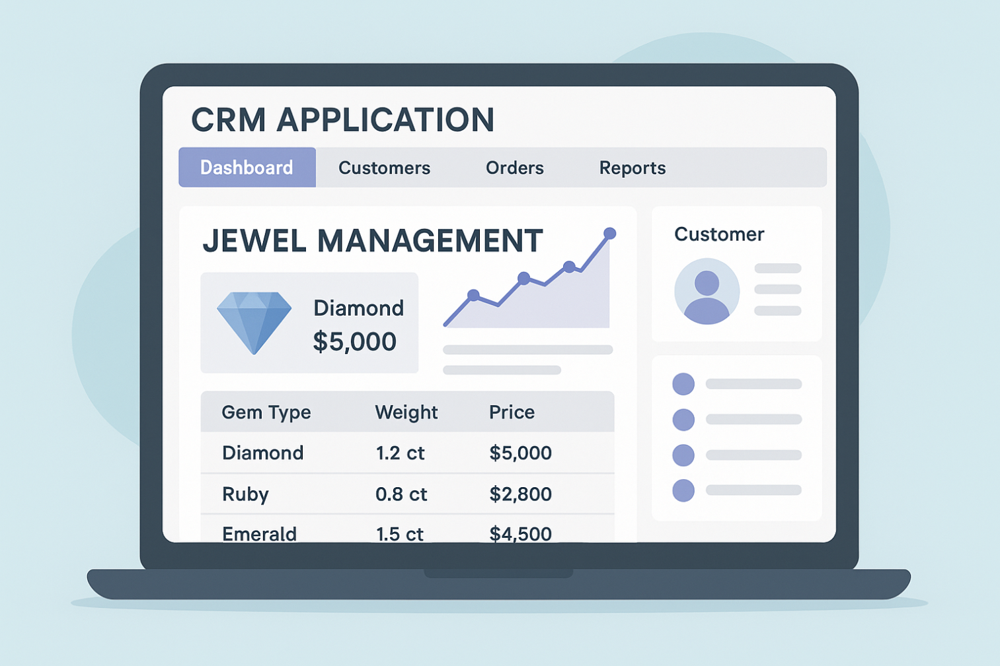 CRM APPLICATION
Dashboard Customers Orders Reports
JEWEL MANAGEMENT
Diamond
$5,000
Gem Type Weight Price
Diamond 1.2 ct $5,000
Ruby 0.8 ct $2,800
Emerald 1.5 ct $4,500
Customer